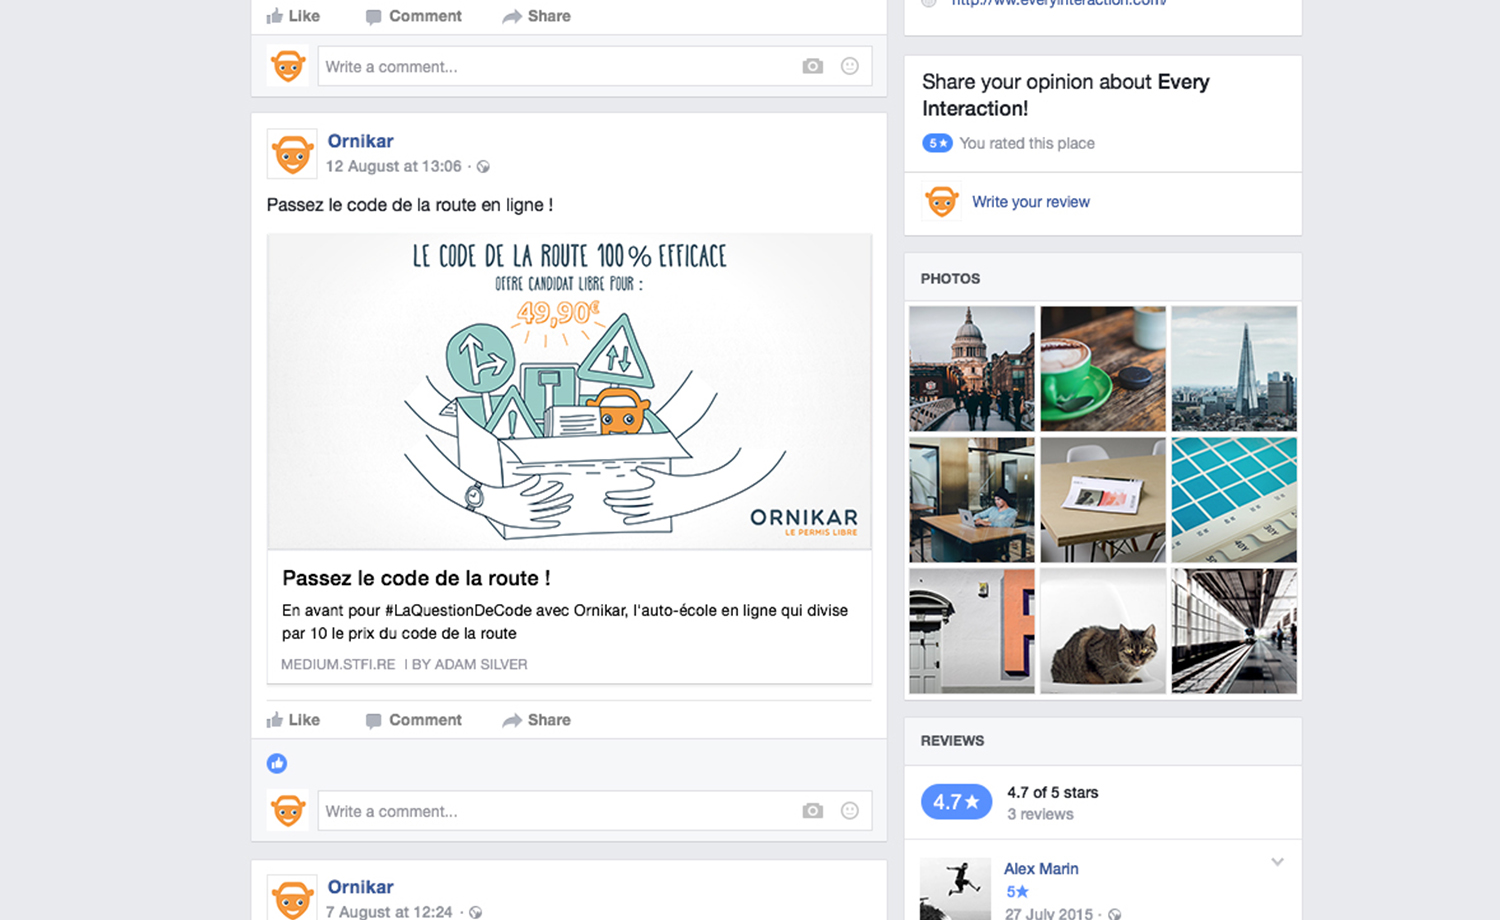 Like Comment Share
Write a comment...
Ornikar
12 August at 13:06 ·
Passez le code de la route en ligne !
LE CODE DE LA ROUTE 100% EFFICACE
OFFRE CANDIDAT LIBRE POUR :
49,90€
ORNIKAR
LE PERMIS LIBRE
Passez le code de la route !
En avant pour #LaQuestionDeCode avec Ornikar, l'auto-école en ligne qui divise
par 10 le prix du code de la route
MEDIUM.STFI.RE | BY ADAM SILVER
Like Comment Share
Write a comment...
Ornikar
7 August at 12:24 ·
http://ww.everyinteraction.com/
Share your opinion about Every
Interaction!
5★ You rated this place
Write your review
PHOTOS
REVIEWS
4.7★
4.7 of 5 stars
3 reviews
Alex Marin
5★
27 July 2015 ·